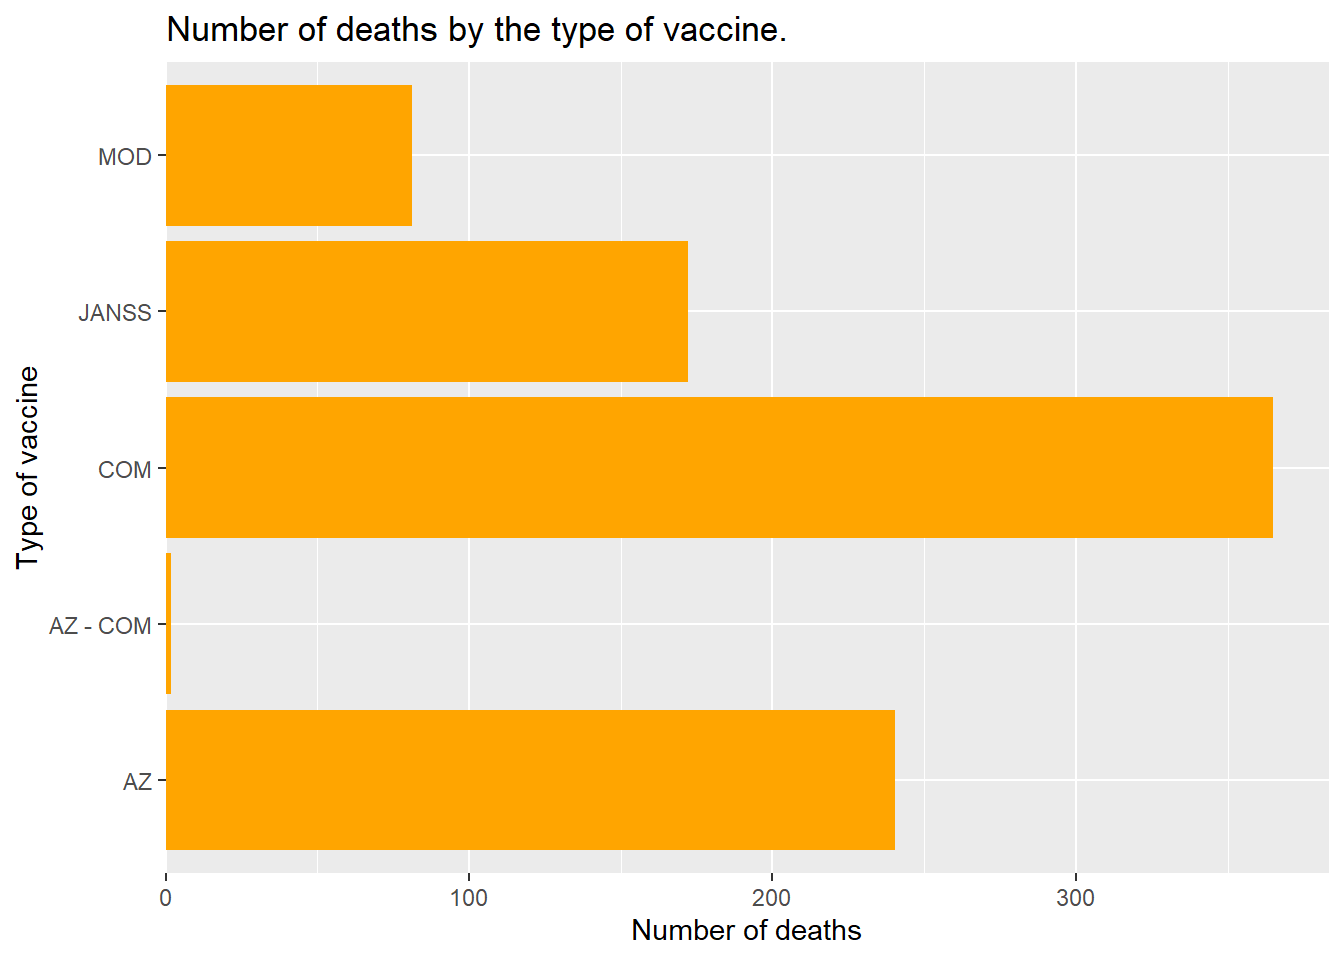 Number of deaths by the type of vaccine.
Type of vaccine
MOD
JANSS
COM
AZ - COM
AZ
0 100 200 300
Number of deaths